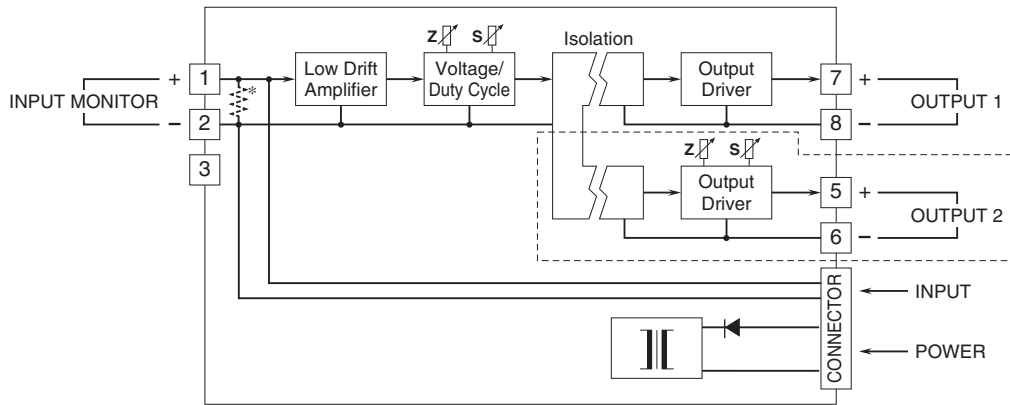 Isolation
Z S
Low Drift
Amplifier
Voltage/
Duty Cycle
Output
Driver
INPUT MONITOR
+ 1
− 2
3
*
7 +
8 −
OUTPUT 1
Z S
Output
Driver
5 +
6 −
OUTPUT 2
CONNECTOR
INPUT
POWER